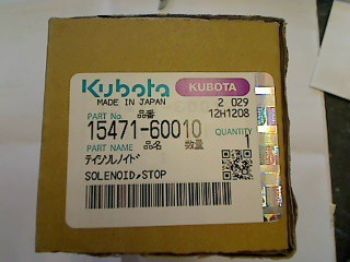 Kubota KUBOTA
MADE IN JAPAN 2 029
12H1208
PART No. 品番
15471-60010 QUANTITY
PART NAME 品名 数量 1
テイシソルノイド
SOLENOID,STOP